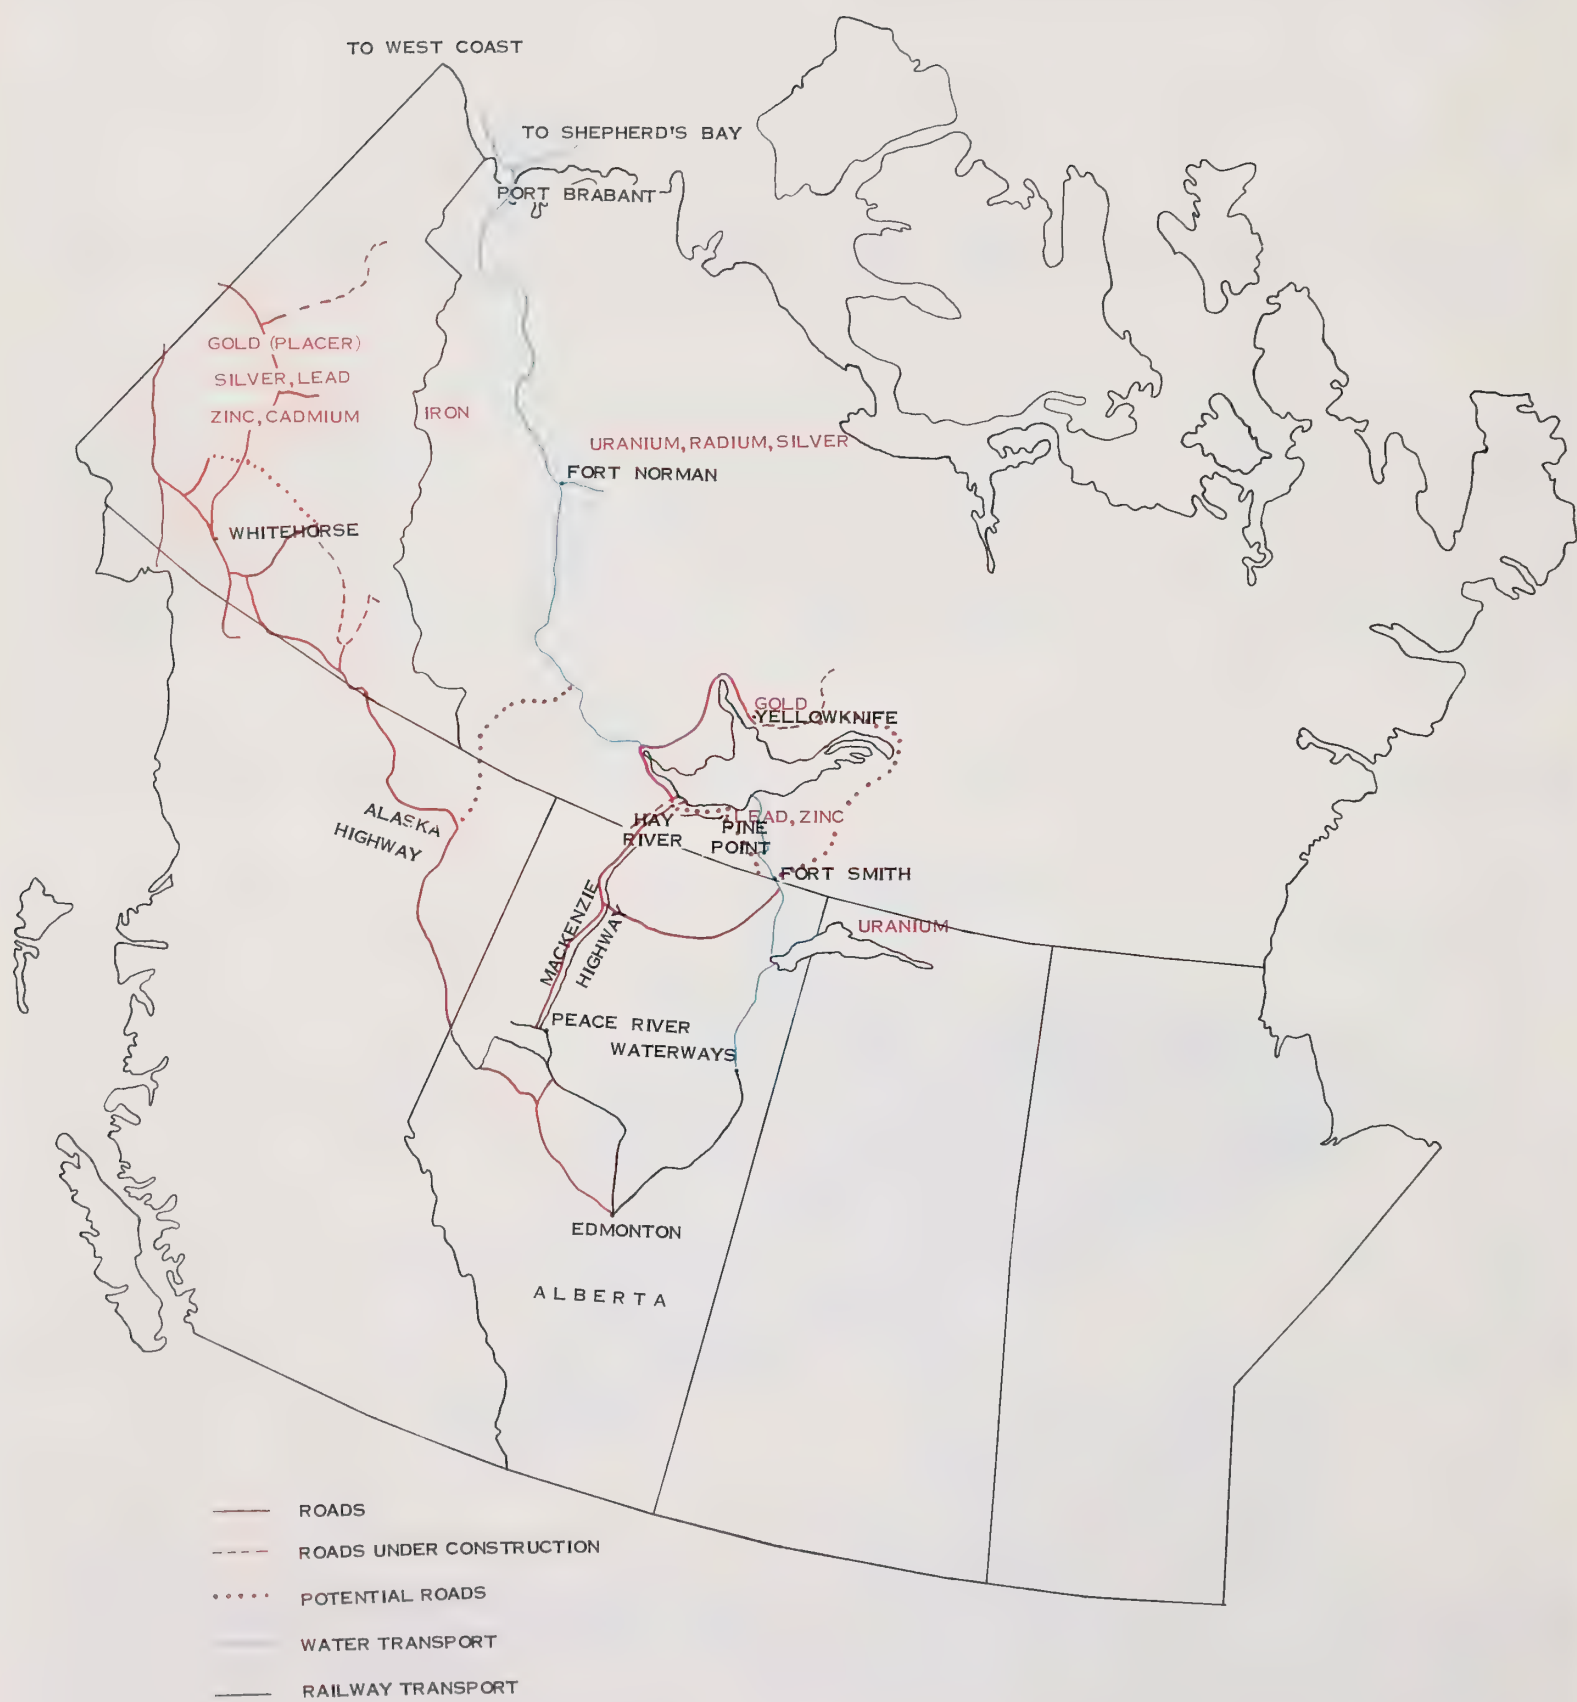 TO WEST COAST
TO SHEPHERD'S BAY
PORT BRABANT
GOLD (PLACER)
SILVER, LEAD
ZINC, CADMIUM
IRON
URANIUM, RADIUM, SILVER
FORT NORMAN
WHITEHORSE
GOLD
YELLOWKNIFE
ALASKA
HIGHWAY
HAY
RIVER
LEAD, ZINC
PINE
POINT
FORT SMITH
MACKENZIE
HIGHWAY
URANIUM
PEACE RIVER
WATERWAYS
EDMONTON
ALBERTA
ROADS
ROADS UNDER CONSTRUCTION
POTENTIAL ROADS
WATER TRANSPORT
RAILWAY TRANSPORT